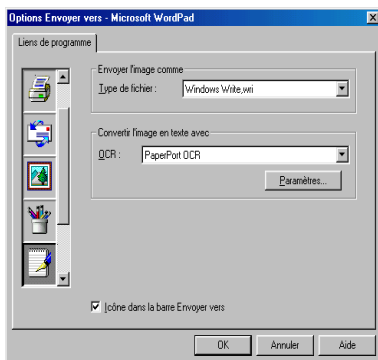 Options Envoyer vers - Microsoft WordPad
Liens de programme
Envoyer l'image comme
Type de fichier : Windows Write,wri
Convertir l'image en texte avec
OCR : PaperPort OCR
Paramètres...
Icône dans la barre Envoyer vers
OK Annuler Aide